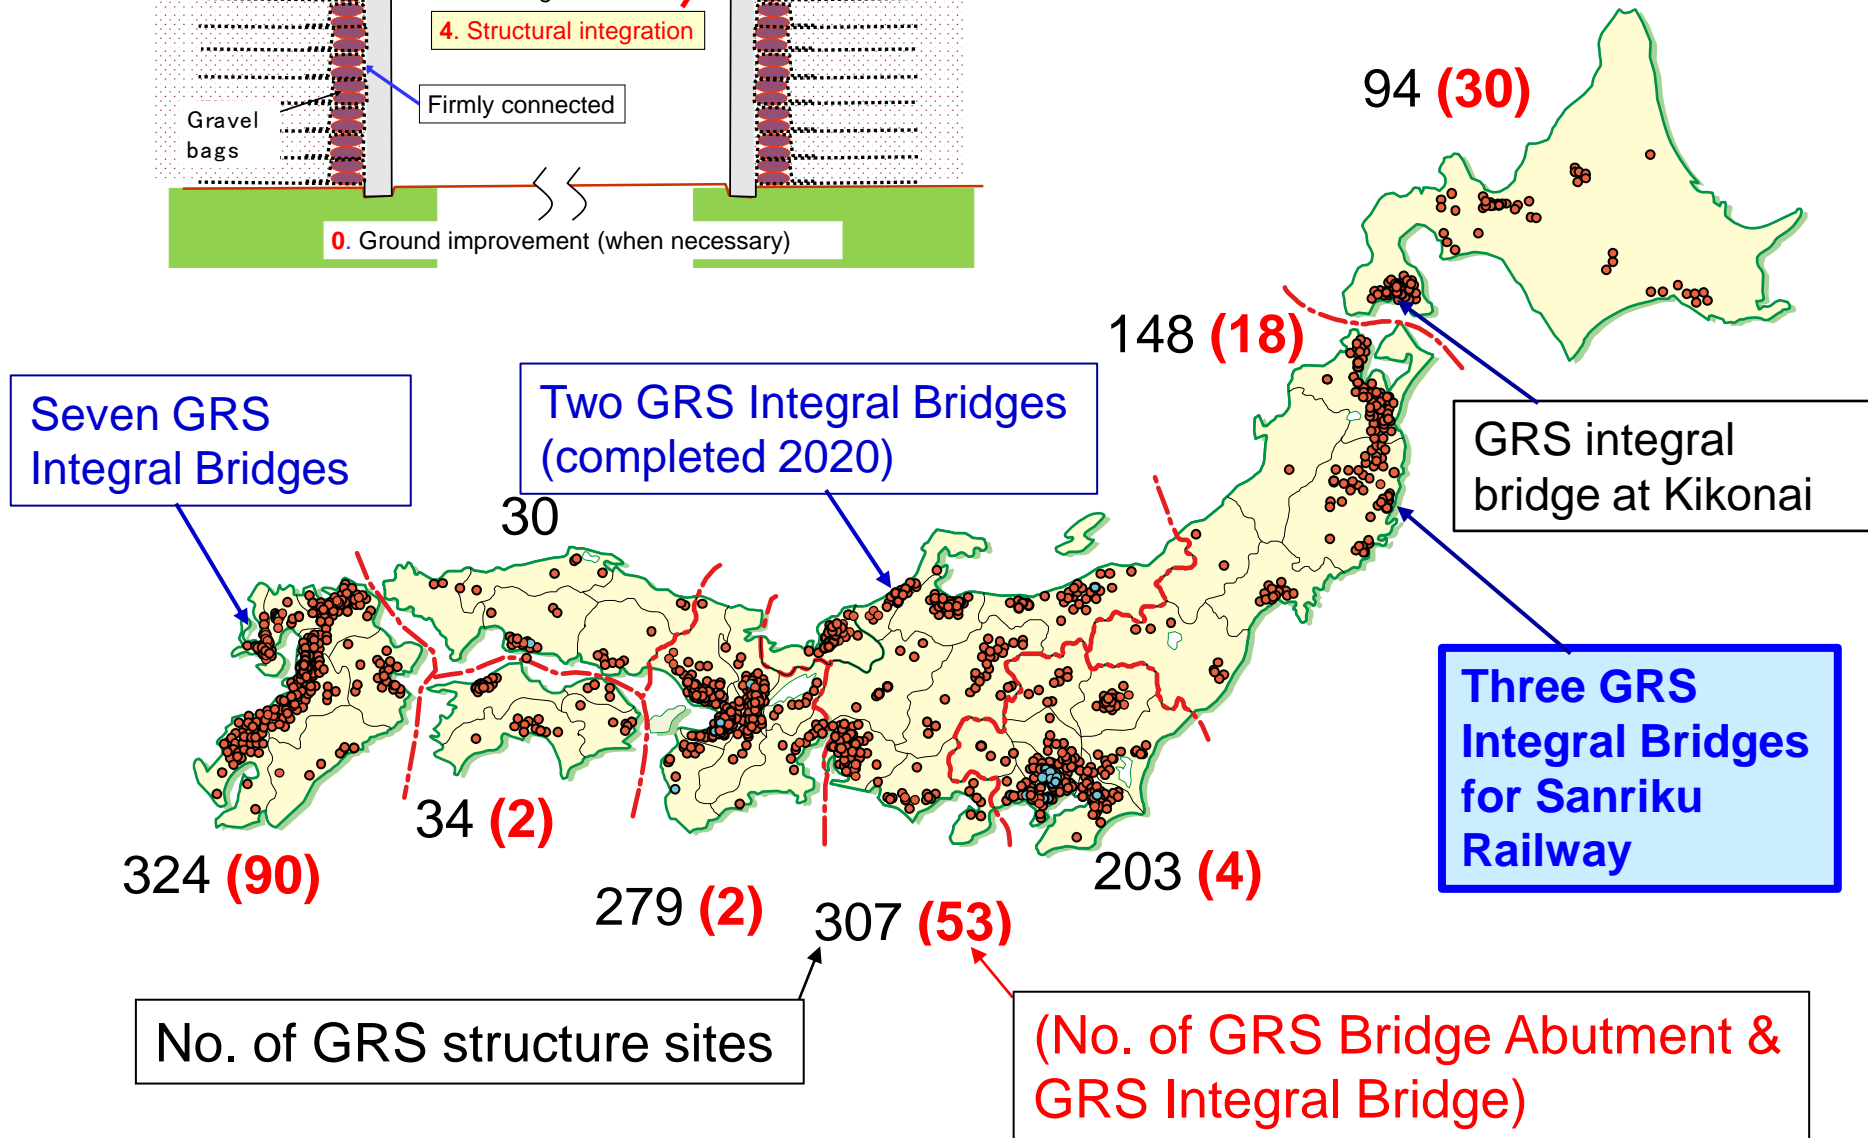 4. Structural integration
Firmly connected
Gravel
bags
0. Ground improvement (when necessary)
94 (30)
148 (18)
Seven GRS
Integral Bridges
Two GRS Integral Bridges
(completed 2020)
GRS integral
bridge at Kikonai
30
Three GRS
Integral Bridges
for Sanriku
Railway
34 (2)
324 (90)
279 (2)
307 (53)
203 (4)
No. of GRS structure sites
(No. of GRS Bridge Abutment &
GRS Integral Bridge)